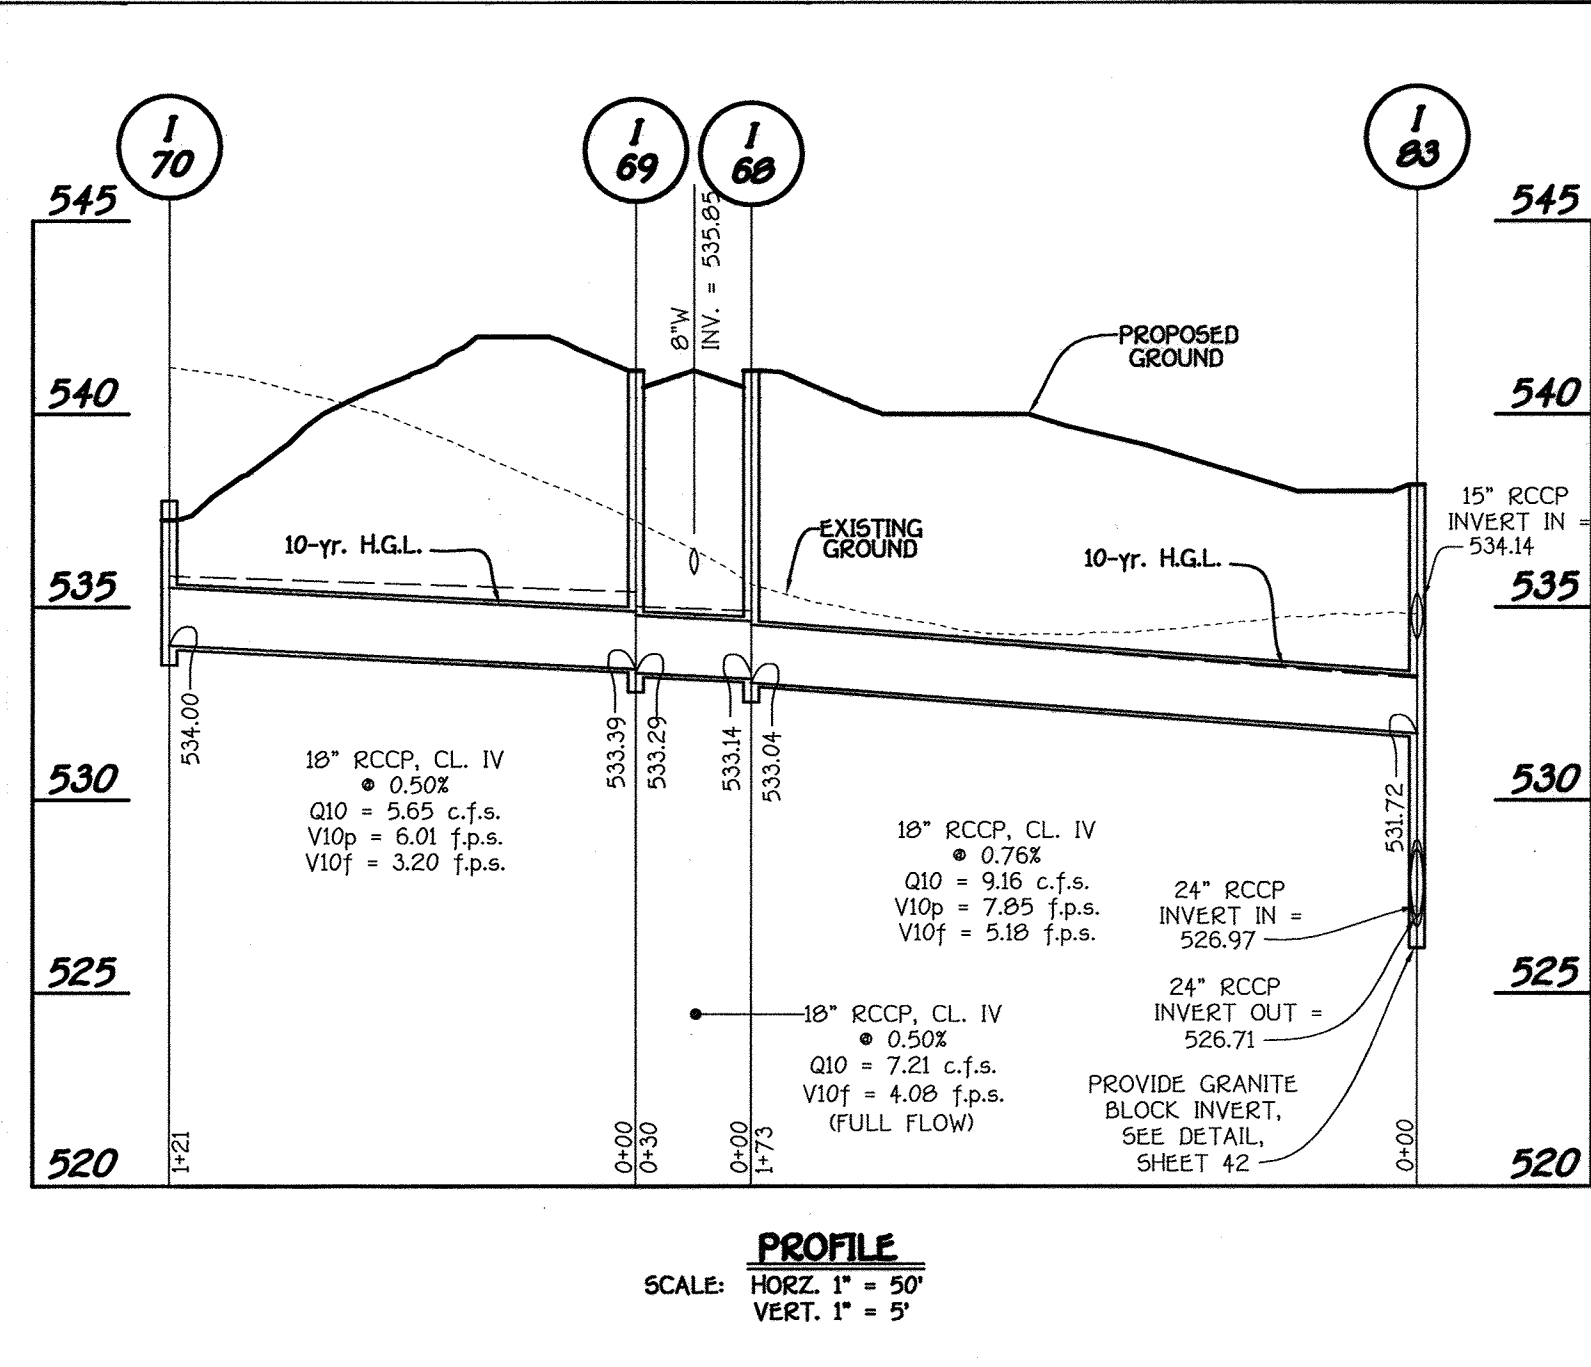 I
70
I
69
I
68
I
83
545
545
8"W
INV. = 535.85
PROPOSED
GROUND
540
540
15" RCCP
INVERT IN =
534.14
EXISTING
GROUND
10-yr. H.G.L.
10-yr. H.G.L.
535
535
534.00
533.39
533.29
533.14
533.04
531.72
18" RCCP, CL. IV
@ 0.50%
Q10 = 5.65 c.f.s.
V10p = 6.01 f.p.s.
V10f = 3.20 f.p.s.
530
530
18" RCCP, CL. IV
@ 0.76%
Q10 = 9.16 c.f.s.
V10p = 7.85 f.p.s.
V10f = 5.18 f.p.s.
24" RCCP
INVERT IN =
526.97
525
525
24" RCCP
INVERT OUT =
526.71
18" RCCP, CL. IV
@ 0.50%
Q10 = 7.21 c.f.s.
V10f = 4.08 f.p.s.
(FULL FLOW)
PROVIDE GRANITE
BLOCK INVERT,
SEE DETAIL,
SHEET 42
520
520
1+21
0+00
0+30
0+00
1+73
0+00
PROFILE
SCALE: HORZ. 1" = 50'
VERT. 1" = 5'